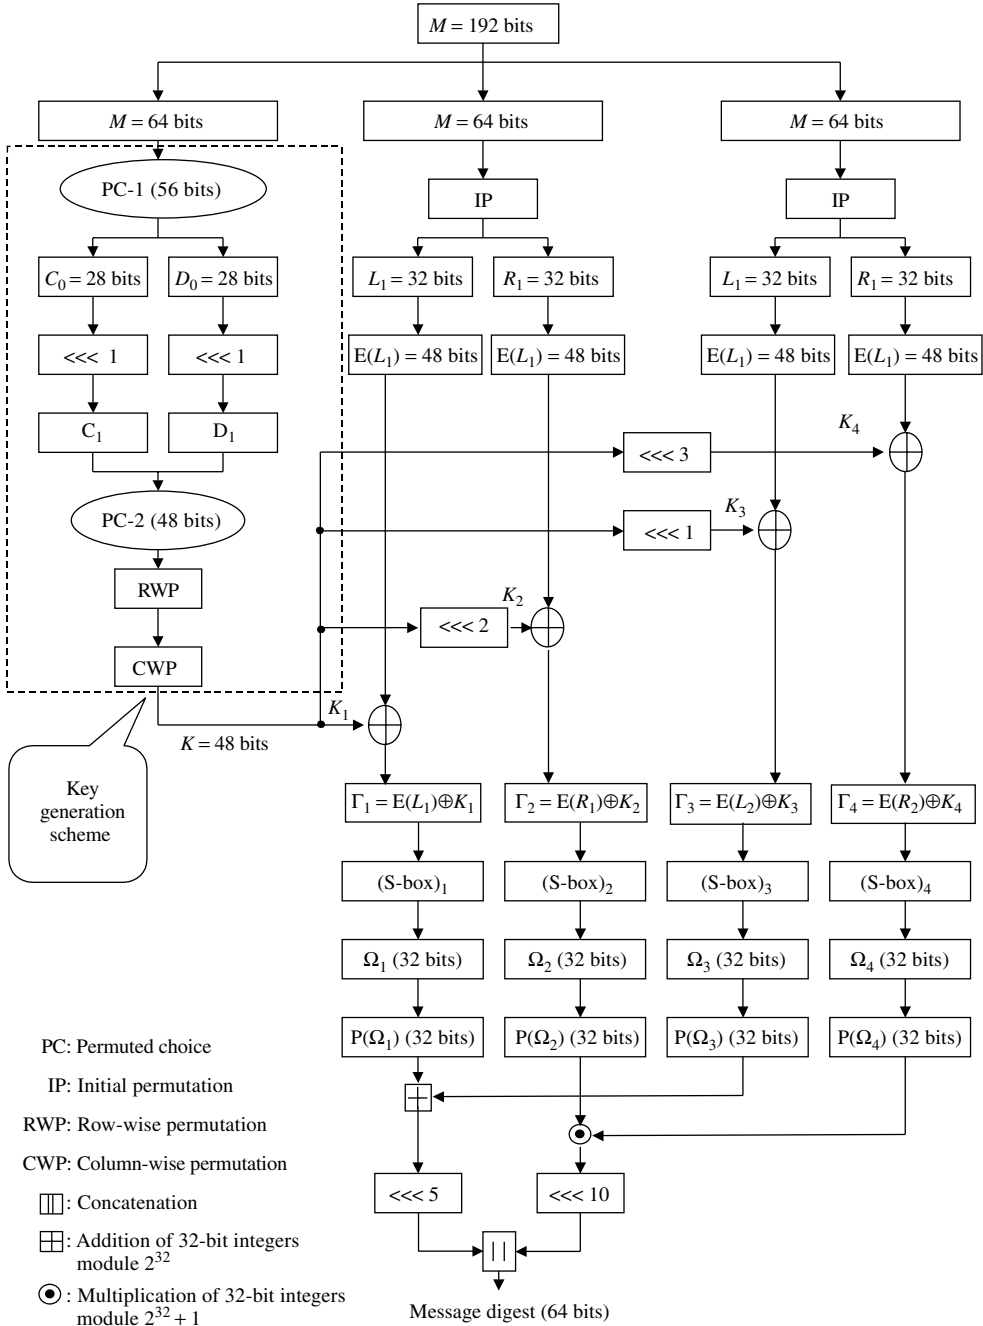 M = 192 bits
M = 64 bits
M = 64 bits
M = 64 bits
PC-1 (56 bits)
IP
IP
C₀ = 28 bits
D₀ = 28 bits
L₁ = 32 bits
R₁ = 32 bits
L₁ = 32 bits
R₁ = 32 bits
<<< 1
<<< 1
E(L₁) = 48 bits
E(L₁) = 48 bits
E(L₁) = 48 bits
E(L₁) = 48 bits
C₁
D₁
K₄
<<< 3
PC-2 (48 bits)
K₃
<<< 1
RWP
K₂
<<< 2
CWP
K₁
K = 48 bits
Key
generation
scheme
Γ₁ = E(L₁)⊕K₁
Γ₂ = E(R₁)⊕K₂
Γ₃ = E(L₂)⊕K₃
Γ₄ = E(R₂)⊕K₄
(S-box)₁
(S-box)₂
(S-box)₃
(S-box)₄
Ω₁ (32 bits)
Ω₂ (32 bits)
Ω₃ (32 bits)
Ω₄ (32 bits)
P(Ω₁) (32 bits)
P(Ω₂) (32 bits)
P(Ω₃) (32 bits)
P(Ω₄) (32 bits)
PC: Permuted choice
IP: Initial permutation
RWP: Row-wise permutation
CWP: Column-wise permutation
: Concatenation
: Addition of 32-bit integers
module 2³²
: Multiplication of 32-bit integers
module 2³² + 1
<<< 5
<<< 10
||
Message digest (64 bits)